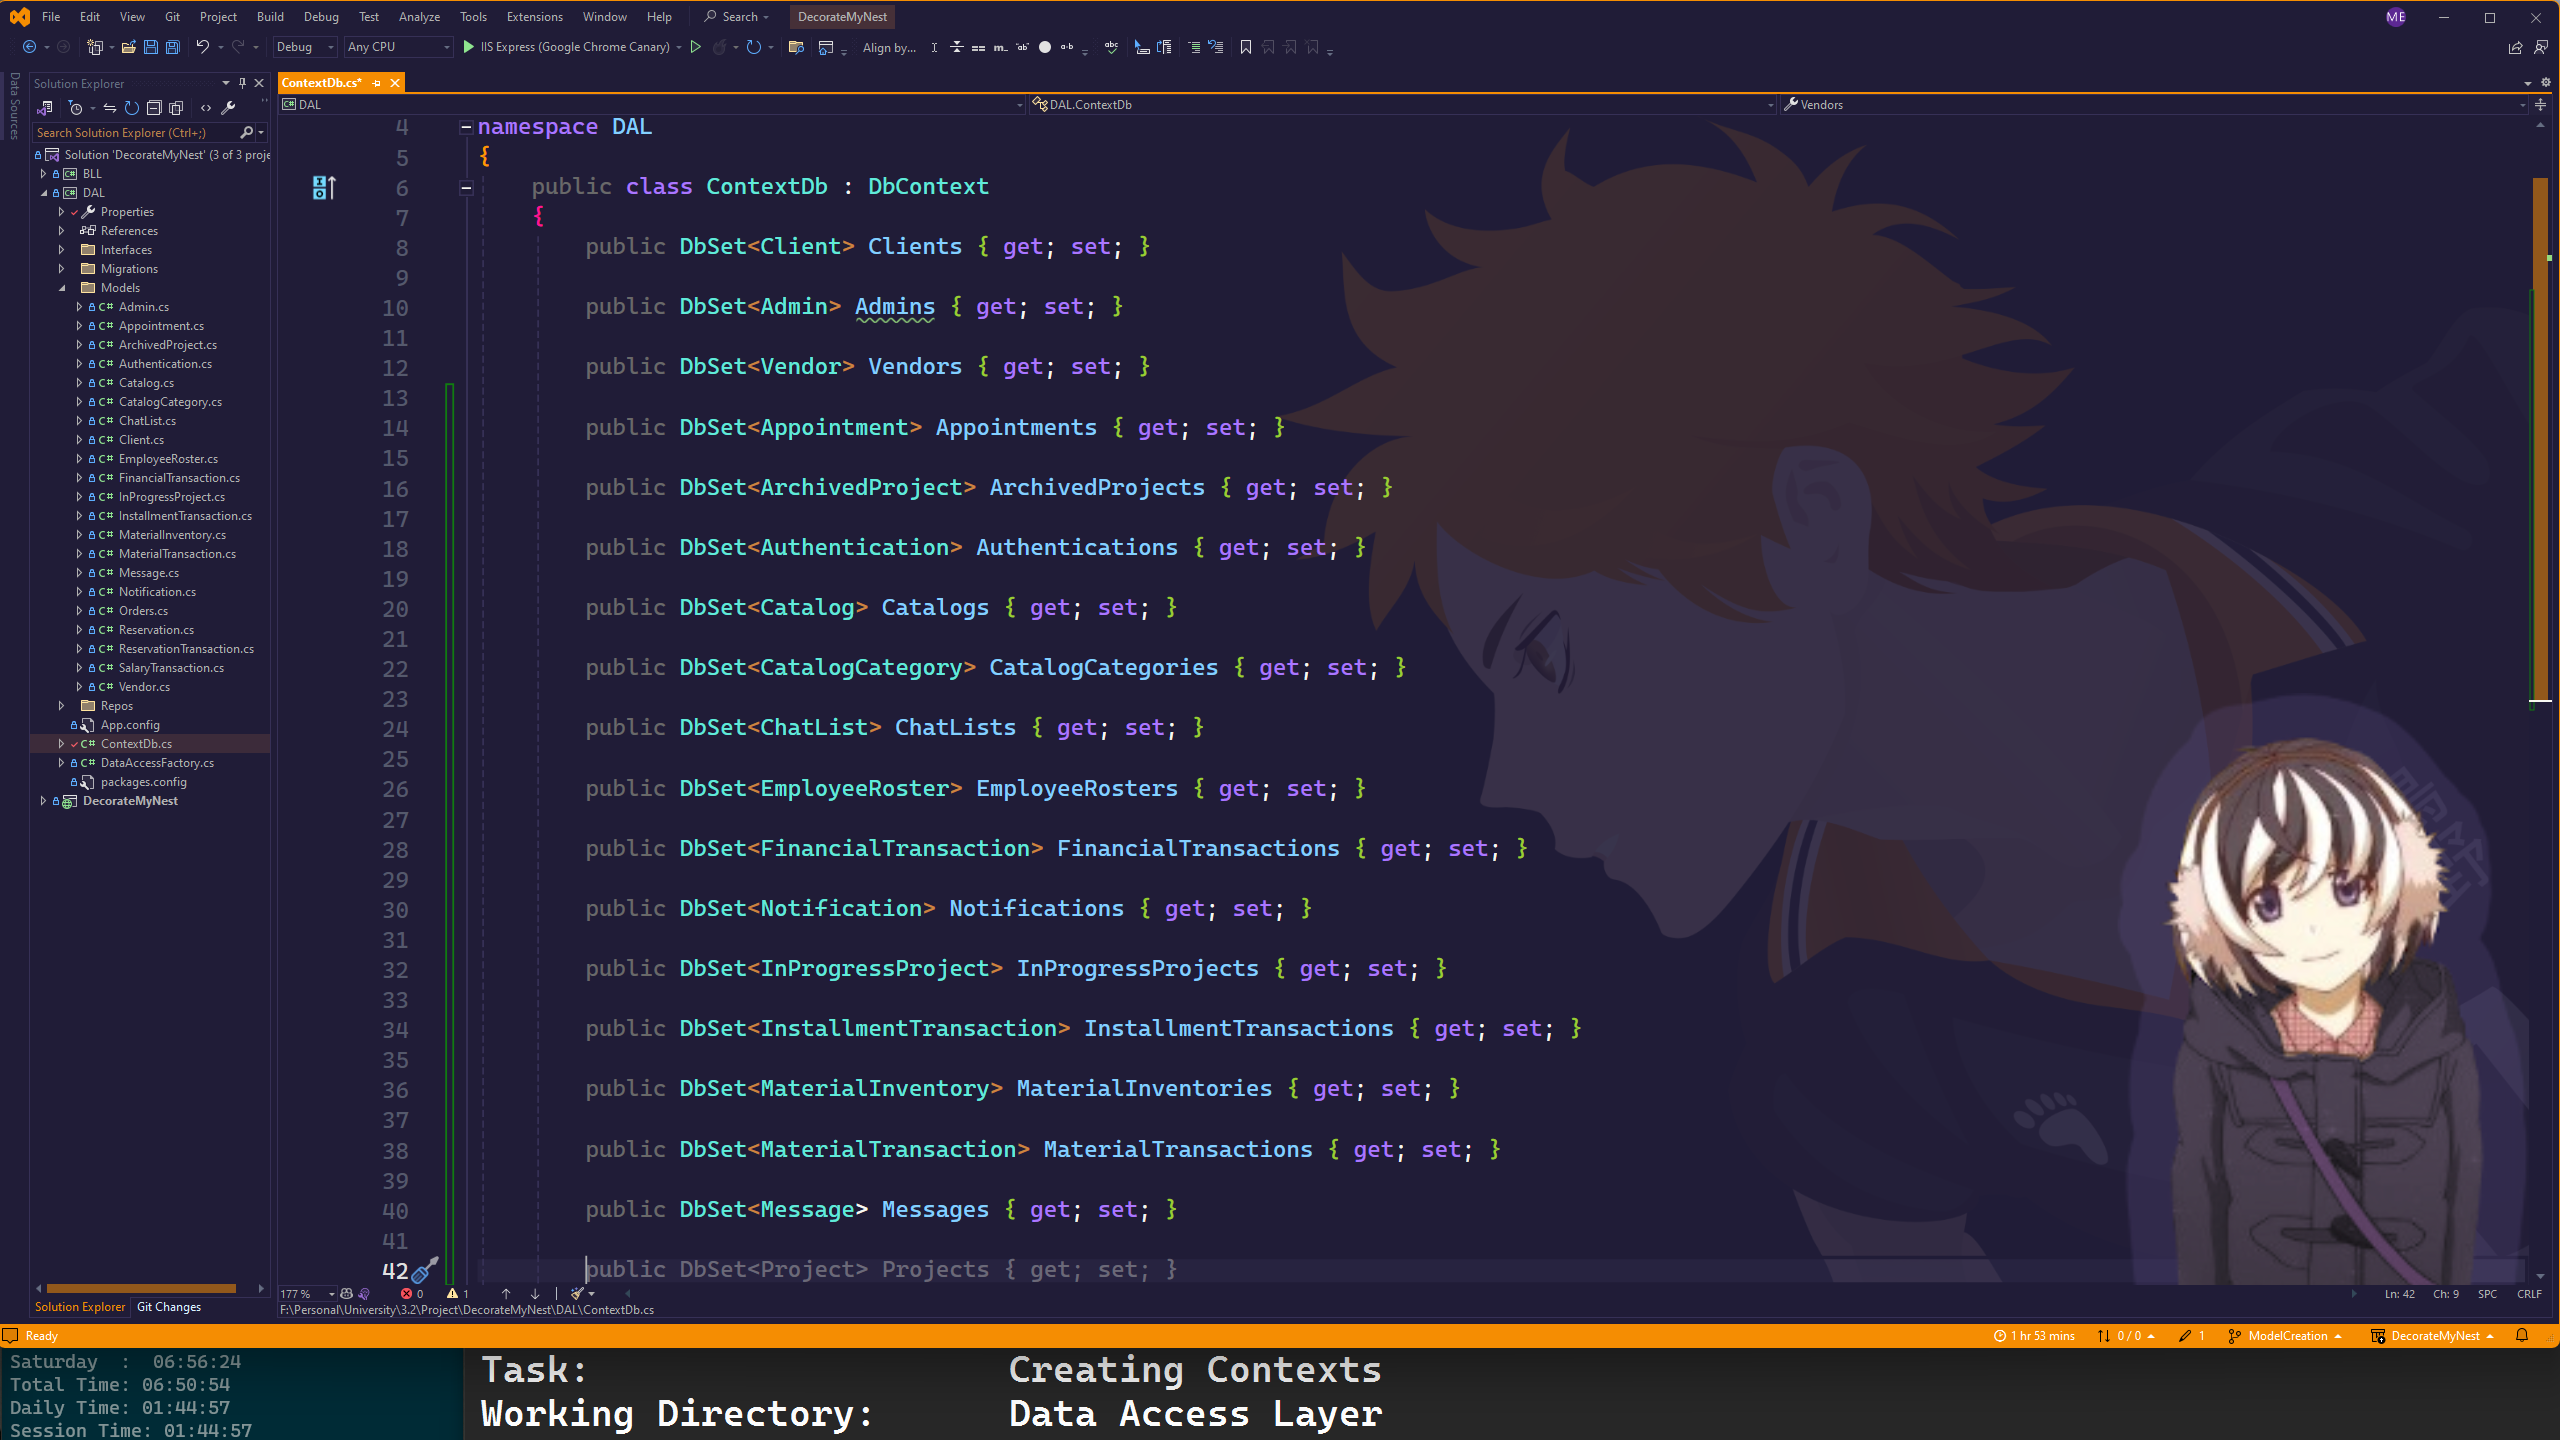 File Edit View Git Project Build Debug Test Analyze Tools Extensions Window Help Search DecorateMyNest ME
Debug Any CPU IIS Express (Google Chrome Canary) Align by...
Data Sources
Solution Explorer
Search Solution Explorer (Ctrl+;)
Solution 'DecorateMyNest' (3 of 3 proje
BLL
DAL
Properties
References
Interfaces
Migrations
Models
C# Admin.cs
C# Appointment.cs
C# ArchivedProject.cs
C# Authentication.cs
C# Catalog.cs
C# CatalogCategory.cs
C# ChatList.cs
C# Client.cs
C# EmployeeRoster.cs
C# FinancialTransaction.cs
C# InProgressProject.cs
C# InstallmentTransaction.cs
C# MaterialInventory.cs
C# MaterialTransaction.cs
C# Message.cs
C# Notification.cs
C# Orders.cs
C# Reservation.cs
C# ReservationTransaction.cs
C# SalaryTransaction.cs
C# Vendor.cs
Repos
App.config
C# ContextDb.cs
C# DataAccessFactory.cs
packages.config
DecorateMyNest
Solution Explorer Git Changes
ContextDb.cs*
DAL DAL.ContextDb Vendors
4 namespace DAL
5 {
6 public class ContextDb : DbContext
7 {
8 public DbSet<Client> Clients { get; set; }
9
10 public DbSet<Admin> Admins { get; set; }
11
12 public DbSet<Vendor> Vendors { get; set; }
13
14 public DbSet<Appointment> Appointments { get; set; }
15
16 public DbSet<ArchivedProject> ArchivedProjects { get; set; }
17
18 public DbSet<Authentication> Authentications { get; set; }
19
20 public DbSet<Catalog> Catalogs { get; set; }
21
22 public DbSet<CatalogCategory> CatalogCategories { get; set; }
23
24 public DbSet<ChatList> ChatLists { get; set; }
25
26 public DbSet<EmployeeRoster> EmployeeRosters { get; set; }
27
28 public DbSet<FinancialTransaction> FinancialTransactions { get; set; }
29
30 public DbSet<Notification> Notifications { get; set; }
31
32 public DbSet<InProgressProject> InProgressProjects { get; set; }
33
34 public DbSet<InstallmentTransaction> InstallmentTransactions { get; set; }
35
36 public DbSet<MaterialInventory> MaterialInventories { get; set; }
37
38 public DbSet<MaterialTransaction> MaterialTransactions { get; set; }
39
40 public DbSet<Message> Messages { get; set; }
41
42 public DbSet<Project> Projects { get; set; }
177 % 0 1 Ln: 42 Ch: 9 SPC CRLF
F:\Personal\University\3.2\Project\DecorateMyNest\DAL\ContextDb.cs
Ready 1 hr 53 mins 0 / 0 1 ModelCreation DecorateMyNest
Saturday : 06:56:24
Total Time: 06:50:54
Daily Time: 01:44:57
Session Time: 01:44:57
Task: Creating Contexts
Working Directory: Data Access Layer